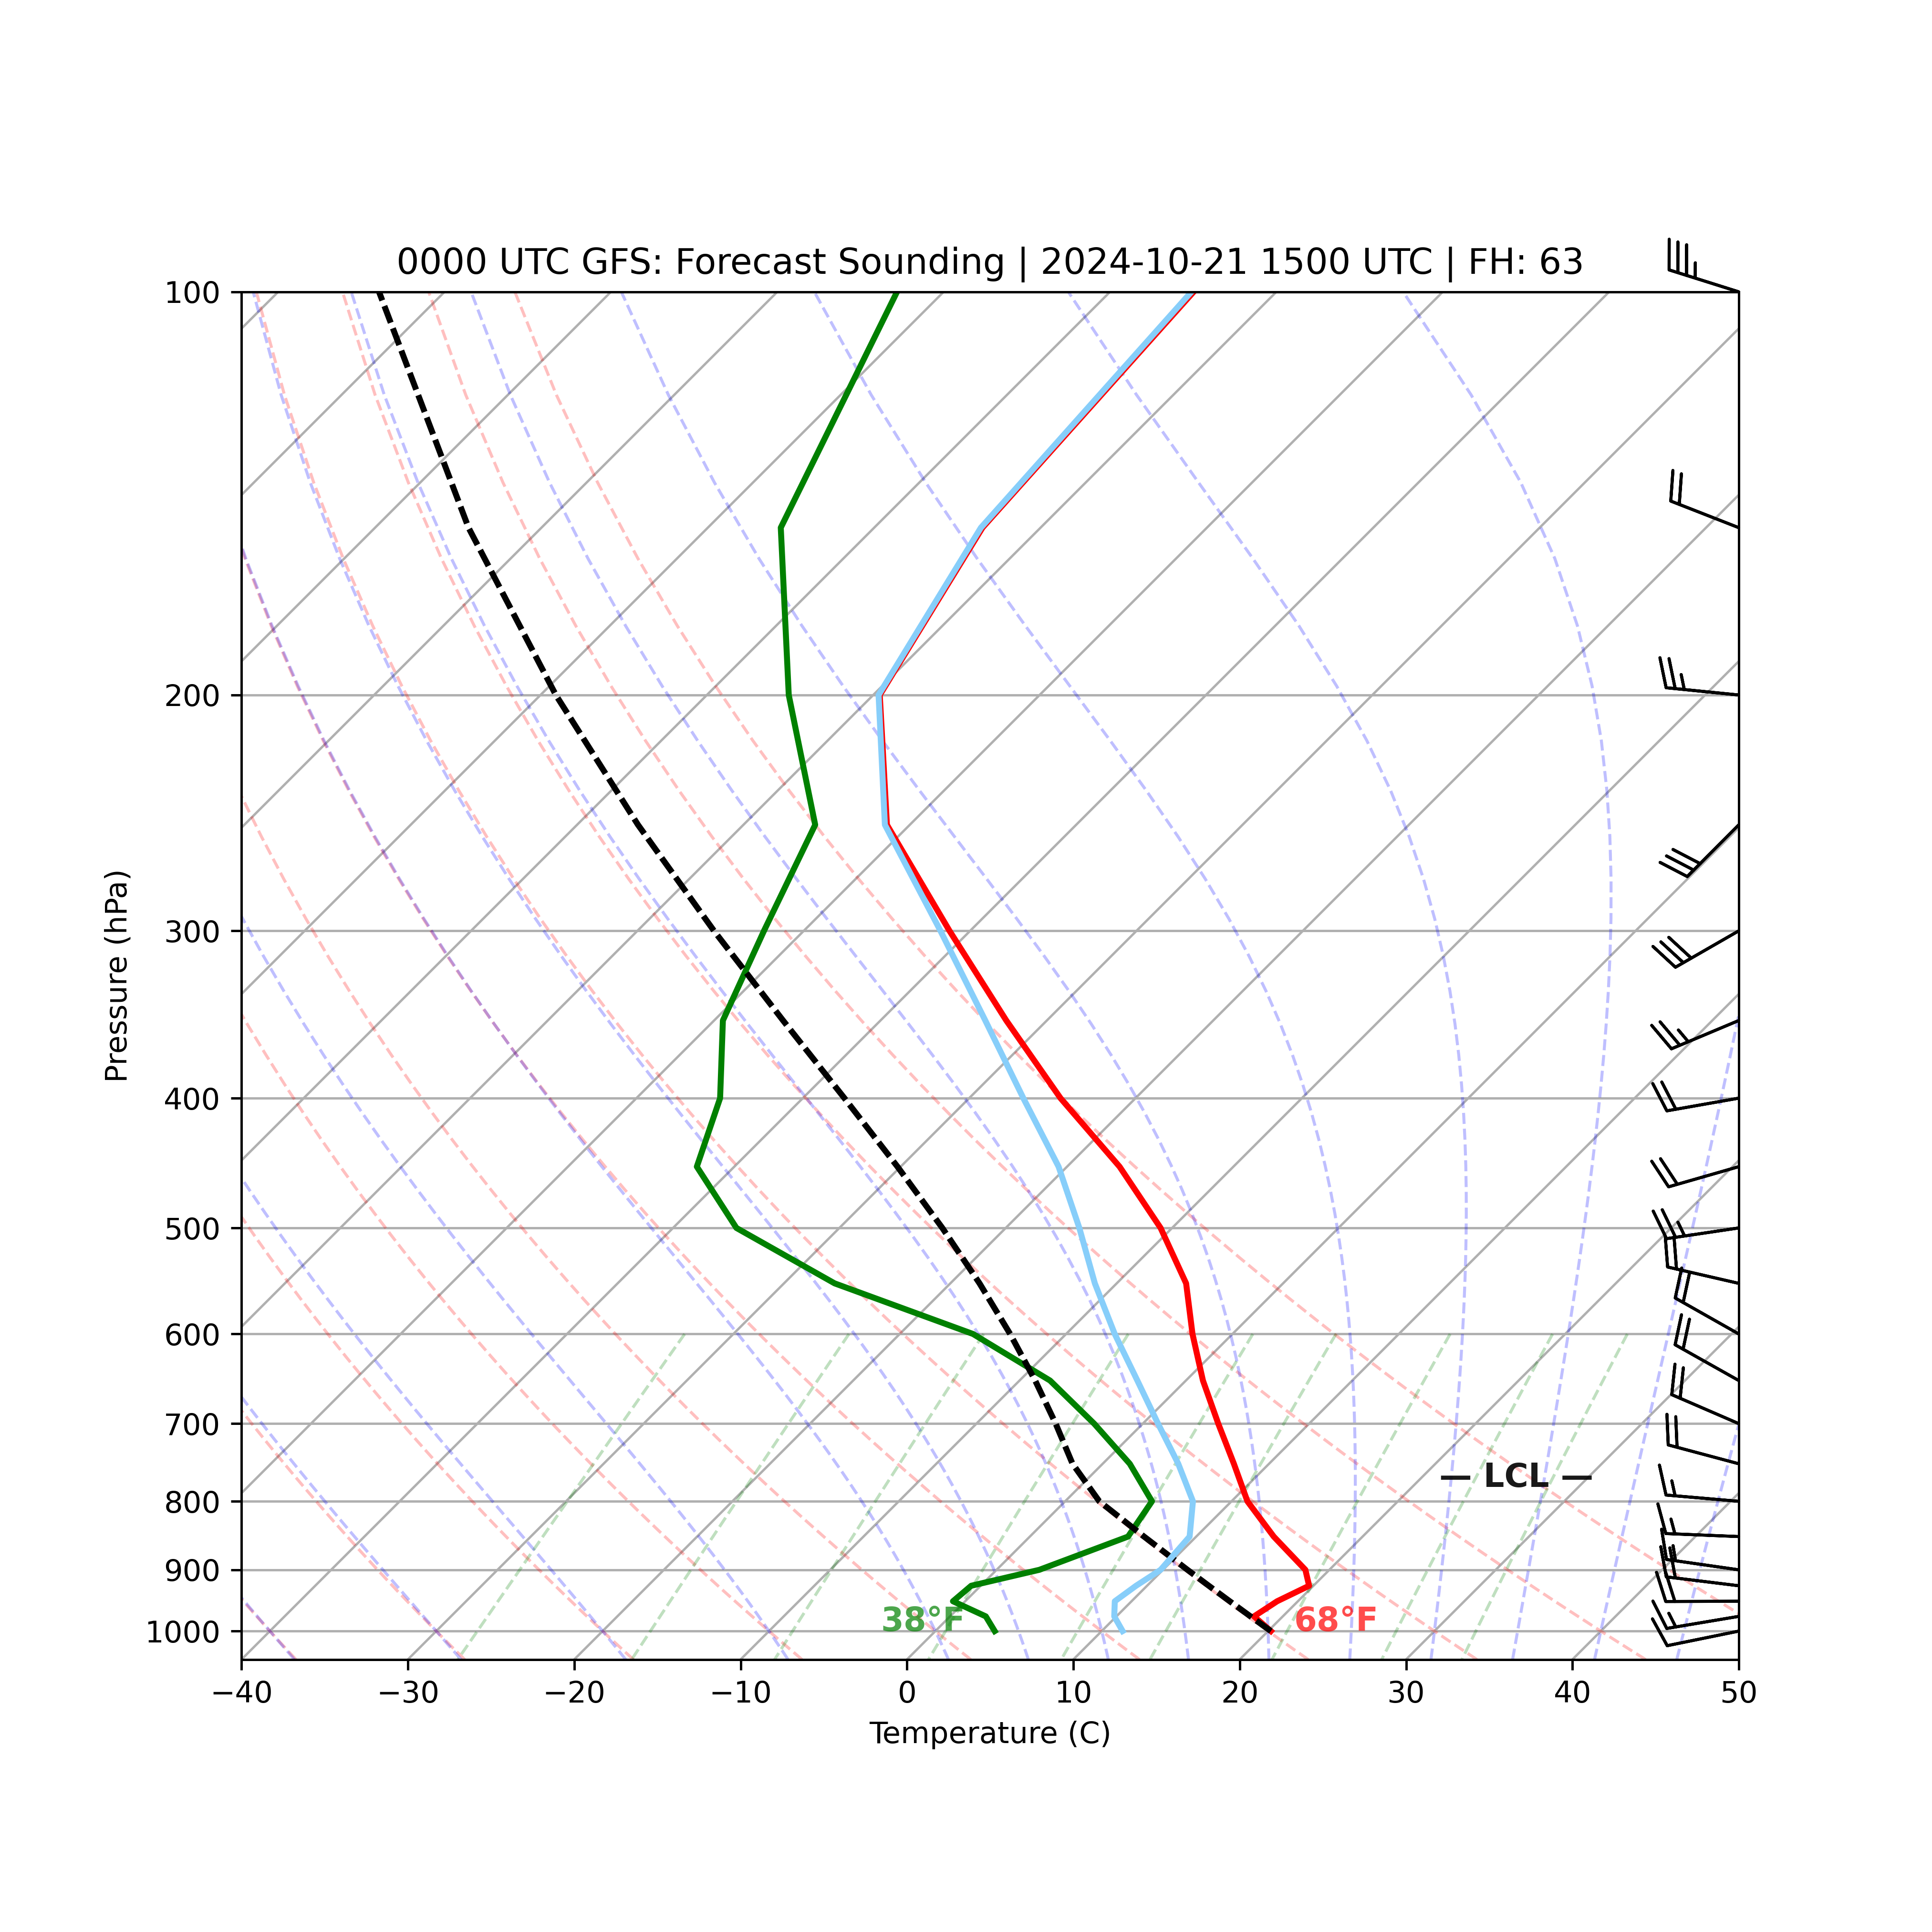 0000 UTC GFS: Forecast Sounding | 2024-10-21 1500 UTC | FH: 63
100
200
300
400
500
600
700
800
900
1000
Pressure (hPa)
— LCL —
38°F
68°F
−40 −30 −20 −10 0 10 20 30 40 50
Temperature (C)